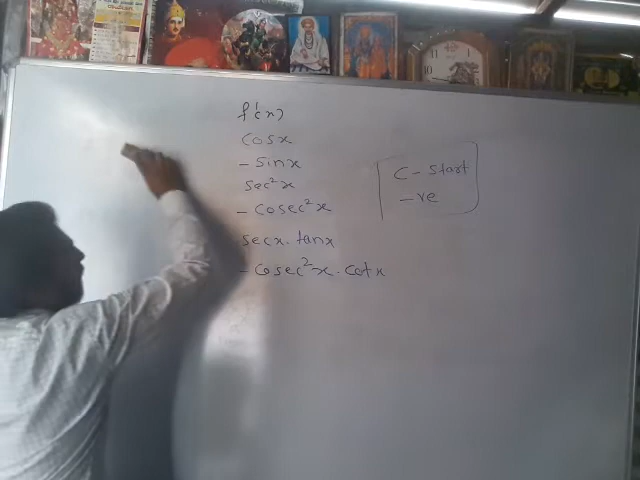 f'(x)
cosx
- sinx
sec²x
- cosec²x
secx. tanx
- cosec²x. cotx
C - start
-ve